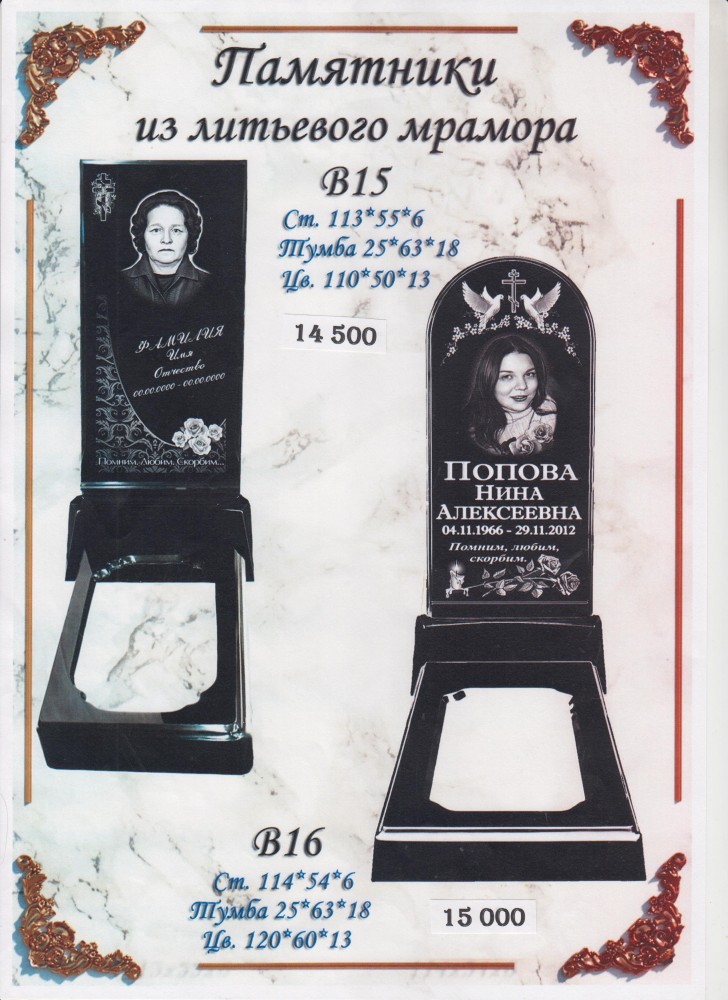 Памятники
из литьевого мрамора
В15
Ст. 113*55*6
Тумба 25*63*18
Цв. 110*50*13
14 500
ФАМИЛИЯ
Имя
Отчество
00.00.0000 - 00.00.0000
Помним. Любим. Скорбим...
ПОПОВА
НИНА
АЛЕКСЕЕВНА
04.11.1966 - 29.11.2012
Помним, любим,
скорбим.
В16
Ст. 114*54*6
Тумба 25*63*18
Цв. 120*60*13
15 000